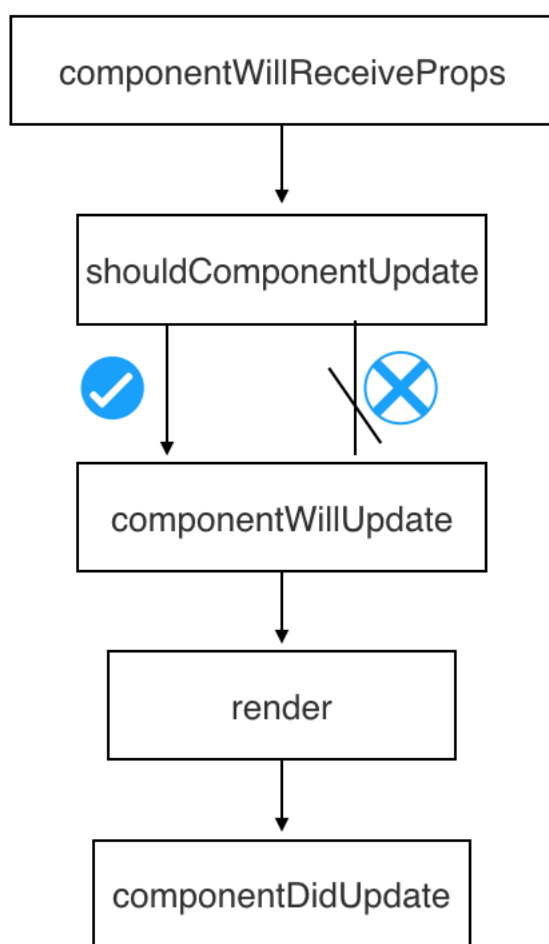 componentWillReceiveProps
shouldComponentUpdate
componentWillUpdate
render
componentDidUpdate